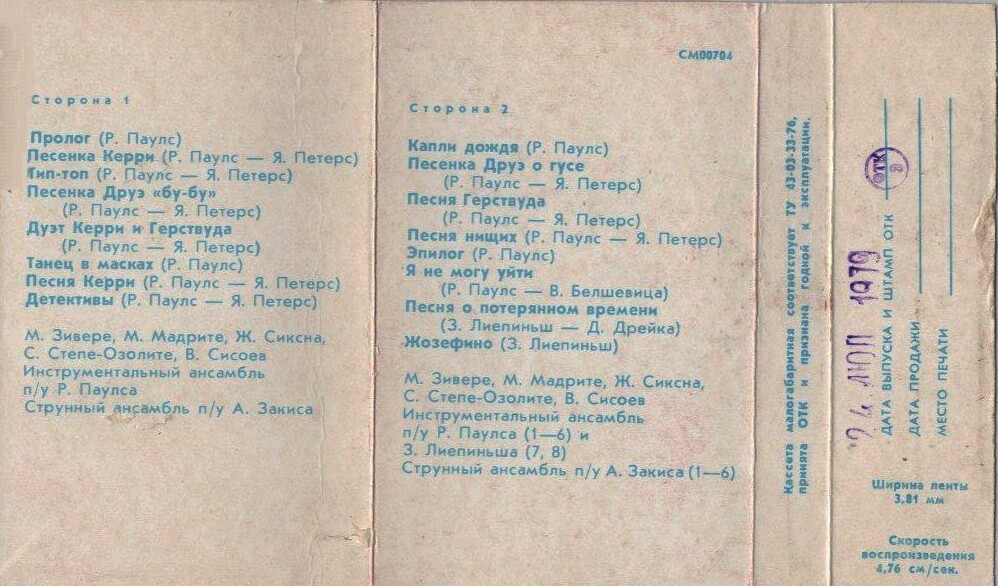 Сторона 1
Пролог (Р. Паулс)
Песенка Керри (Р. Паулс — Я. Петерс)
Тип-топ (Р. Паулс — Я. Петерс)
Песенка Друэ «бу-бу»
(Р. Паулс — Я. Петерс)
Дуэт Керри и Герствуда
(Р. Паулс — Я. Петерс)
Танец в масках (Р. Паулс)
Песня Керри (Р. Паулс — Я. Петерс)
Детективы (Р. Паулс — Я. Петерс)
М. Зивере, М. Мадрите, Ж. Сиксна,
С. Степе-Озолите, В. Сисоев
Инструментальный ансамбль
п/у Р. Паулса
Струнный ансамбль п/у А. Закиса
СМ00704
Сторона 2
Капли дождя (Р. Паулс)
Песенка Друэ о гусе
(Р. Паулс — Я. Петерс)
Песня Герствуда
(Р. Паулс — Я. Петерс)
Песня нищих (Р. Паулс — Я. Петерс)
Эпилог (Р. Паулс)
Я не могу уйти
(Р. Паулс — В. Белшевица)
Песня о потерянном времени
(З. Лиепиньш — Д. Дрейка)
Жозефино (З. Лиепиньш)
М. Зивере, М. Мадрите, Ж. Сиксна,
С. Степе-Озолите, В. Сисоев
Инструментальный ансамбль
п/у Р. Паулса (1—6) и
З. Лиепиньша (7, 8)
Струнный ансамбль п/у А. Закиса (1—6)
Кассета малогабаритная соответствует ТУ 43-03-33-76,
принята ОТК и признана годной к эксплуатации.
24 ИЮЛ 1979
ОТК
8
ДАТА ВЫПУСКА И ШТАМП ОТК
ДАТА ПРОДАЖИ
МЕСТО ПЕЧАТИ
Ширина ленты
3,81 мм
Скорость
воспроизведения
4,76 см/сек.